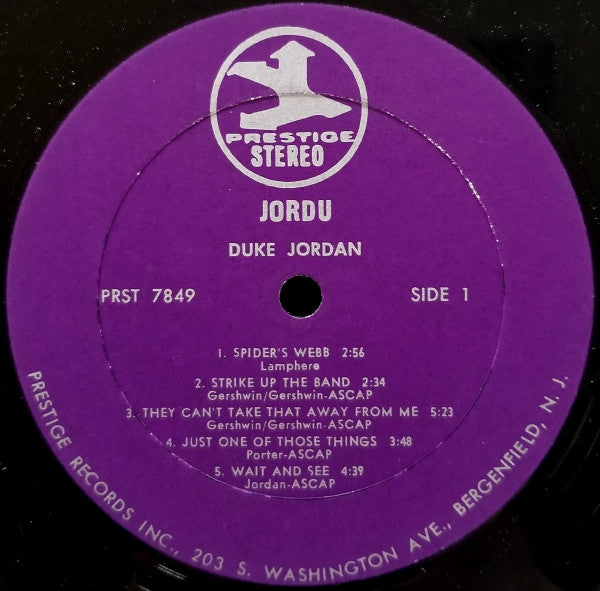 PRESTIGE
STEREO
JORDU
DUKE JORDAN
PRST 7849 SIDE 1
1. SPIDER'S WEBB 2:56
Lamphere
2. STRIKE UP THE BAND 2:34
Gershwin/Gershwin-ASCAP
3. THEY CAN'T TAKE THAT AWAY FROM ME 5:23
Gershwin/Gershwin-ASCAP
4. JUST ONE OF THOSE THINGS 3:48
Porter-ASCAP
5. WAIT AND SEE 4:39
Jordan-ASCAP
PRESTIGE RECORDS INC., 203 S. WASHINGTON AVE., BERGENFIELD, N. J.